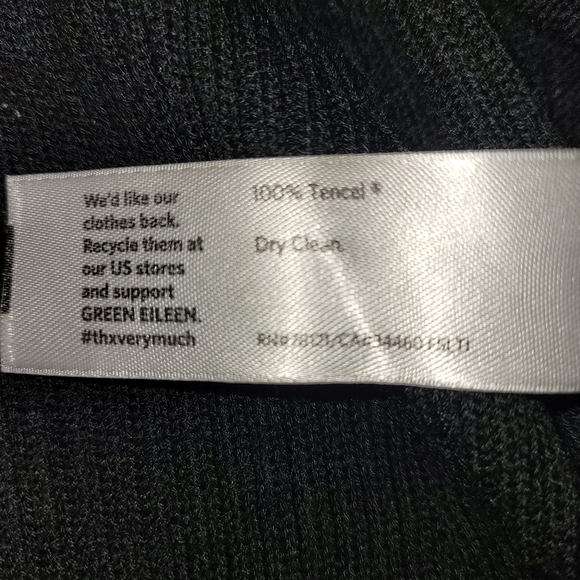 We'd like our
clothes back.
Recycle them at
our US stores
and support
GREEN EILEEN.
#thxverymuch
100% Tencel ®
Dry Clean.